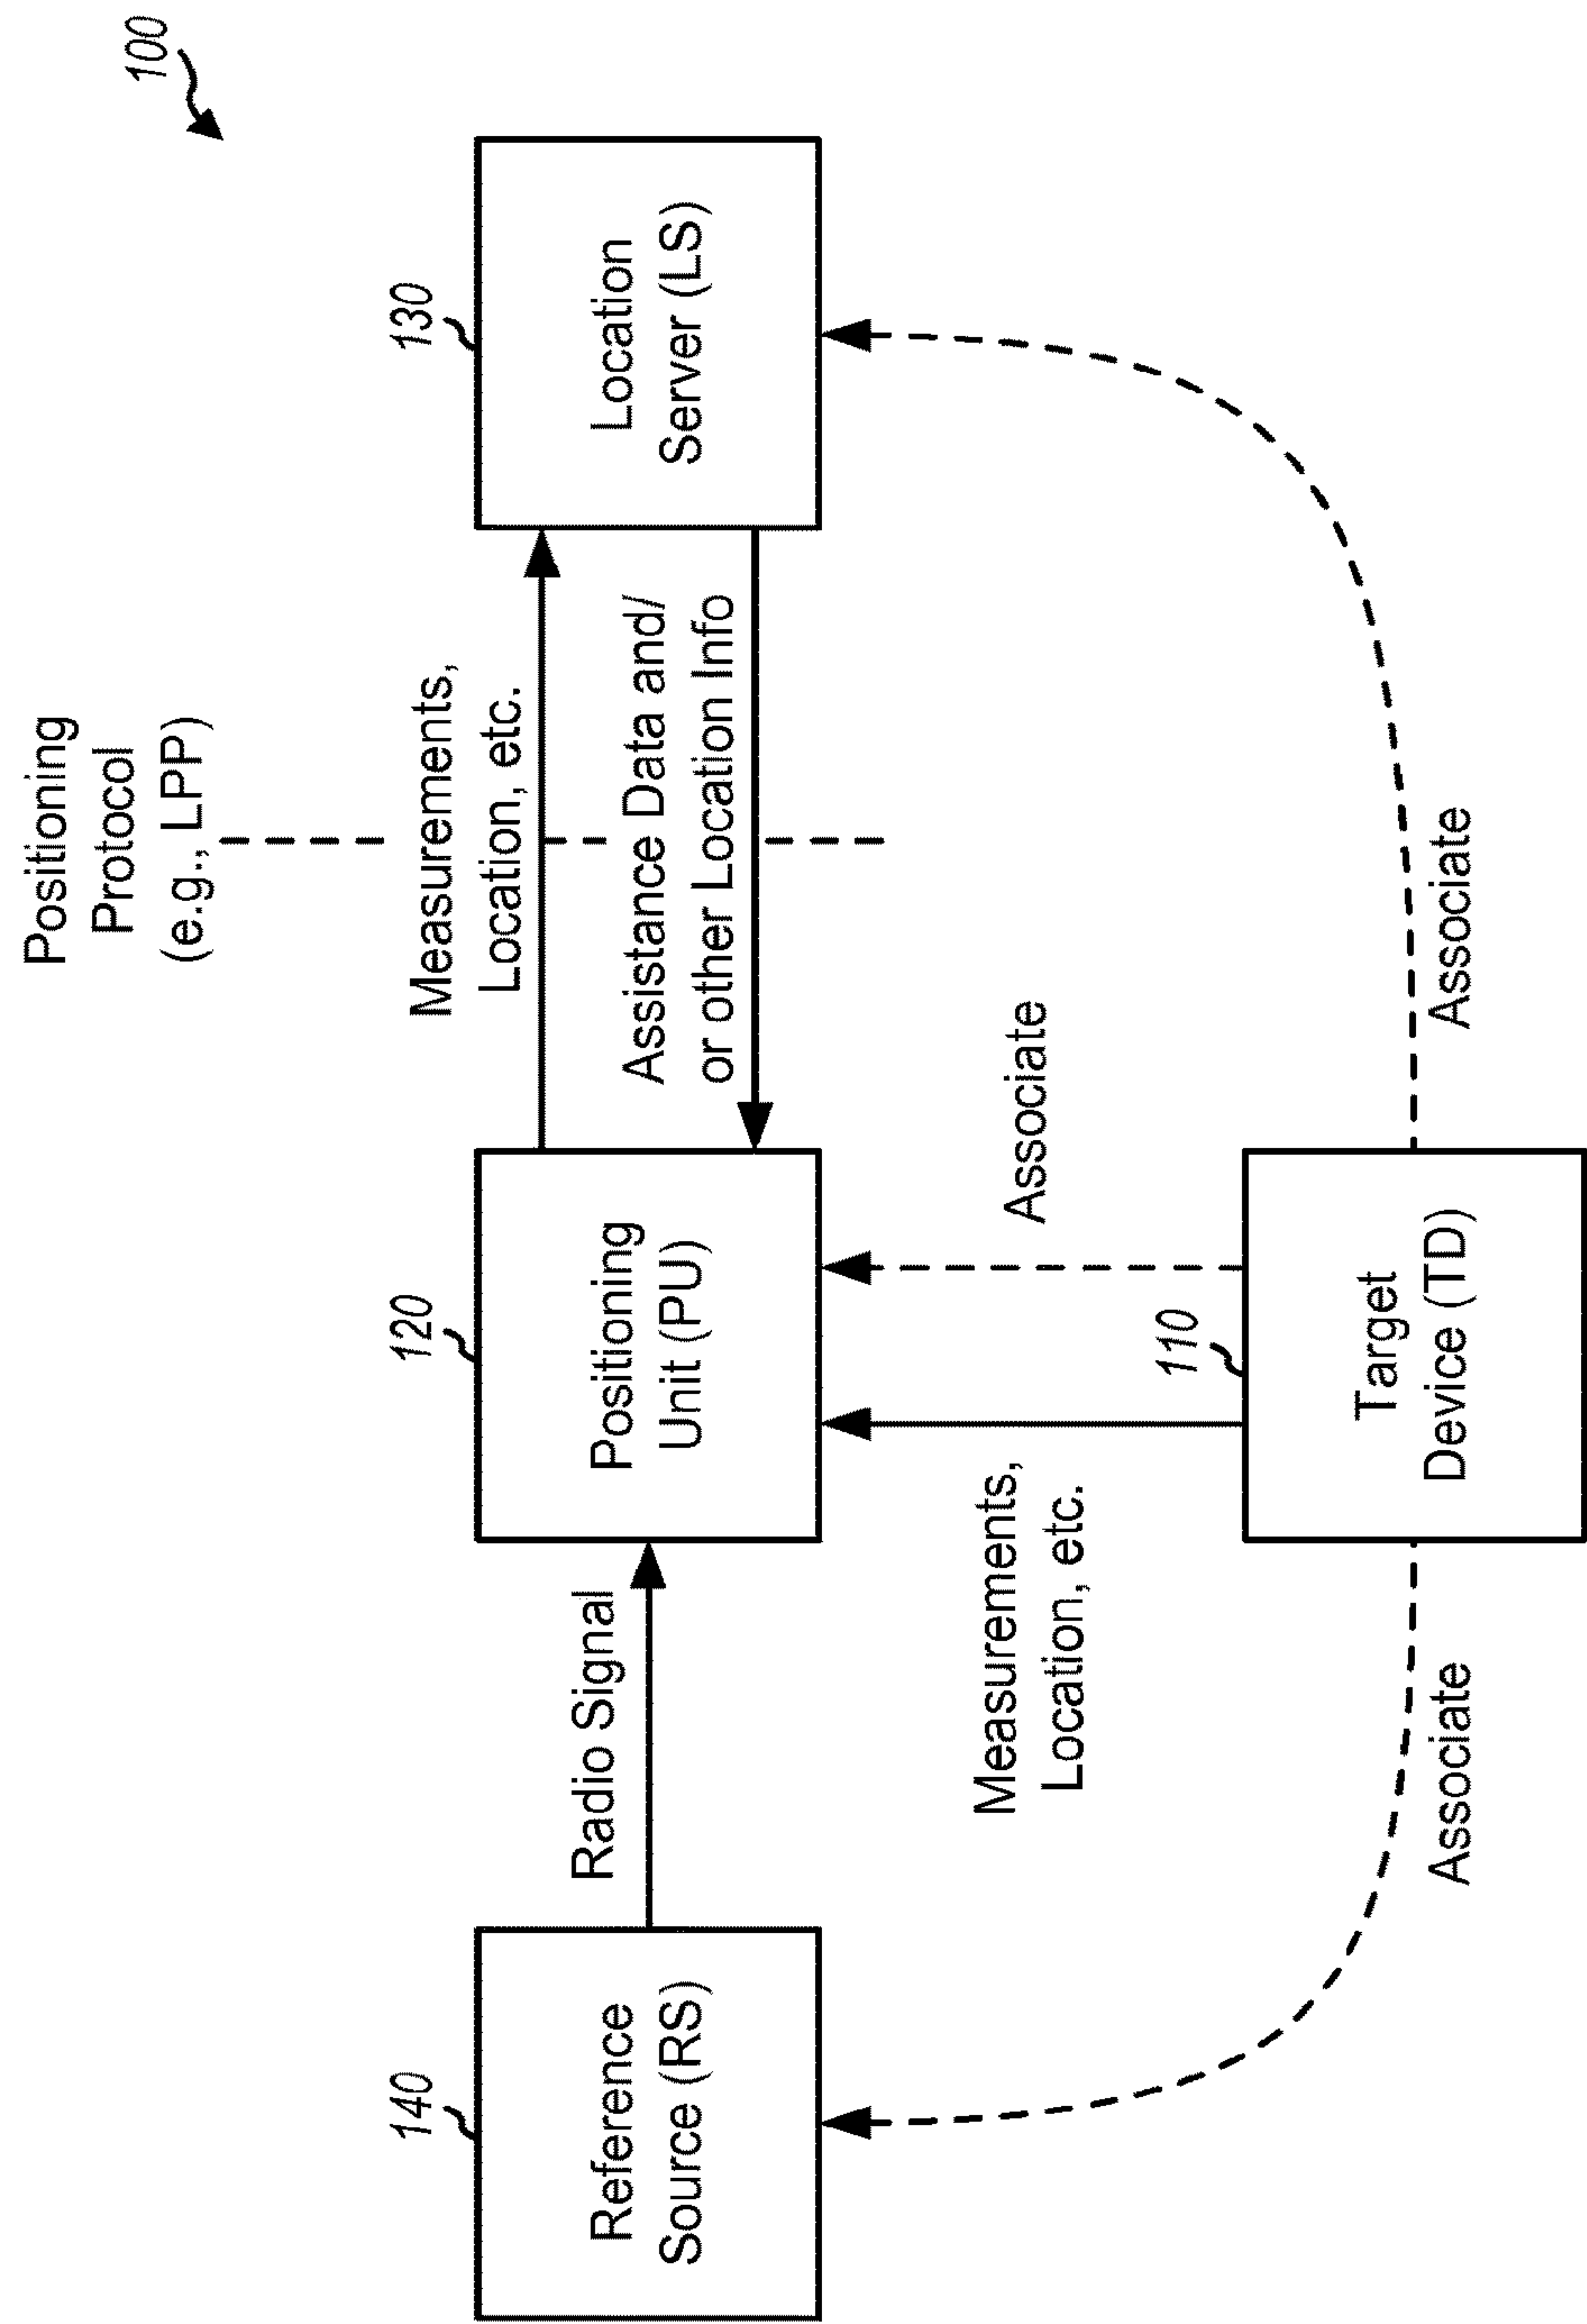 100
Positioning
Protocol
(e.g., LPP)
140
Reference
Source (RS)
Radio Signal
120
Positioning
Unit (PU)
Measurements,
Location, etc.
Assistance Data and/
or other Location Info
130
Location
Server (LS)
Measurements,
Location, etc.
Associate
110
Target
Device (TD)
Associate
Associate